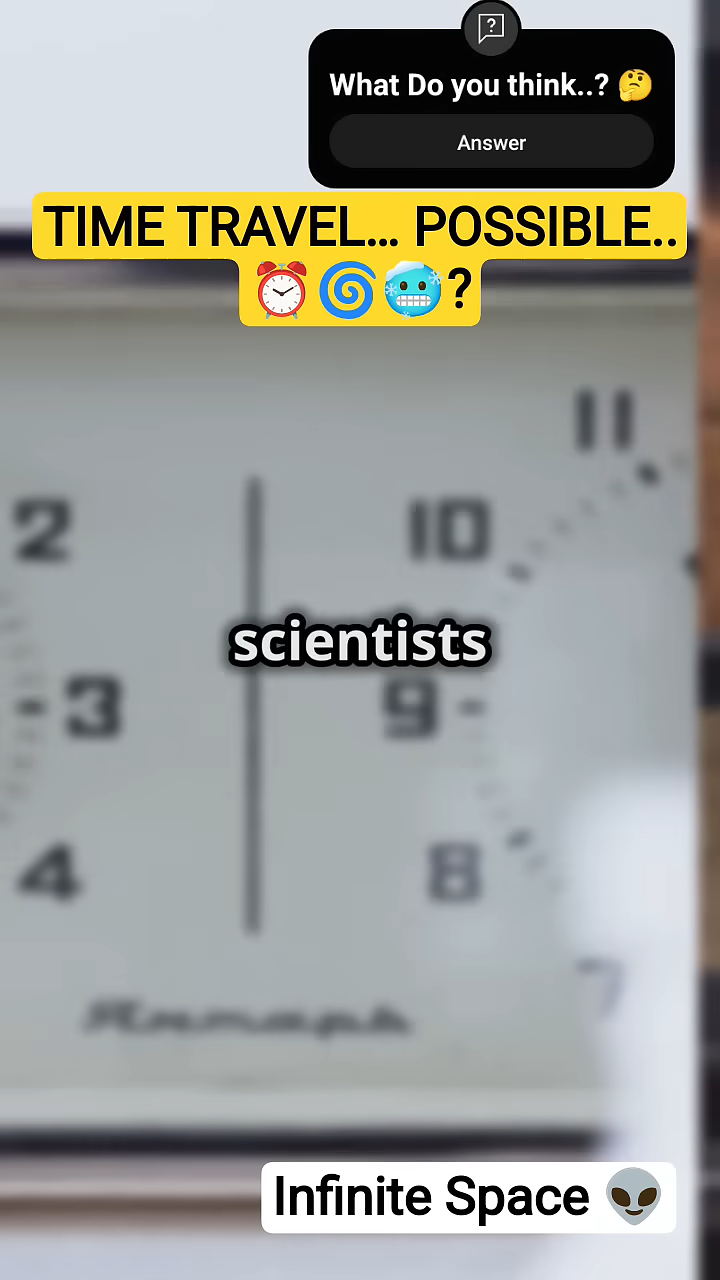 What Do you think..? 🤔
Answer
TIME TRAVEL... POSSIBLE..
⏰🌀🥶?
11
2
10
scientists
3
9
4
8
7
Infinite Space 👽